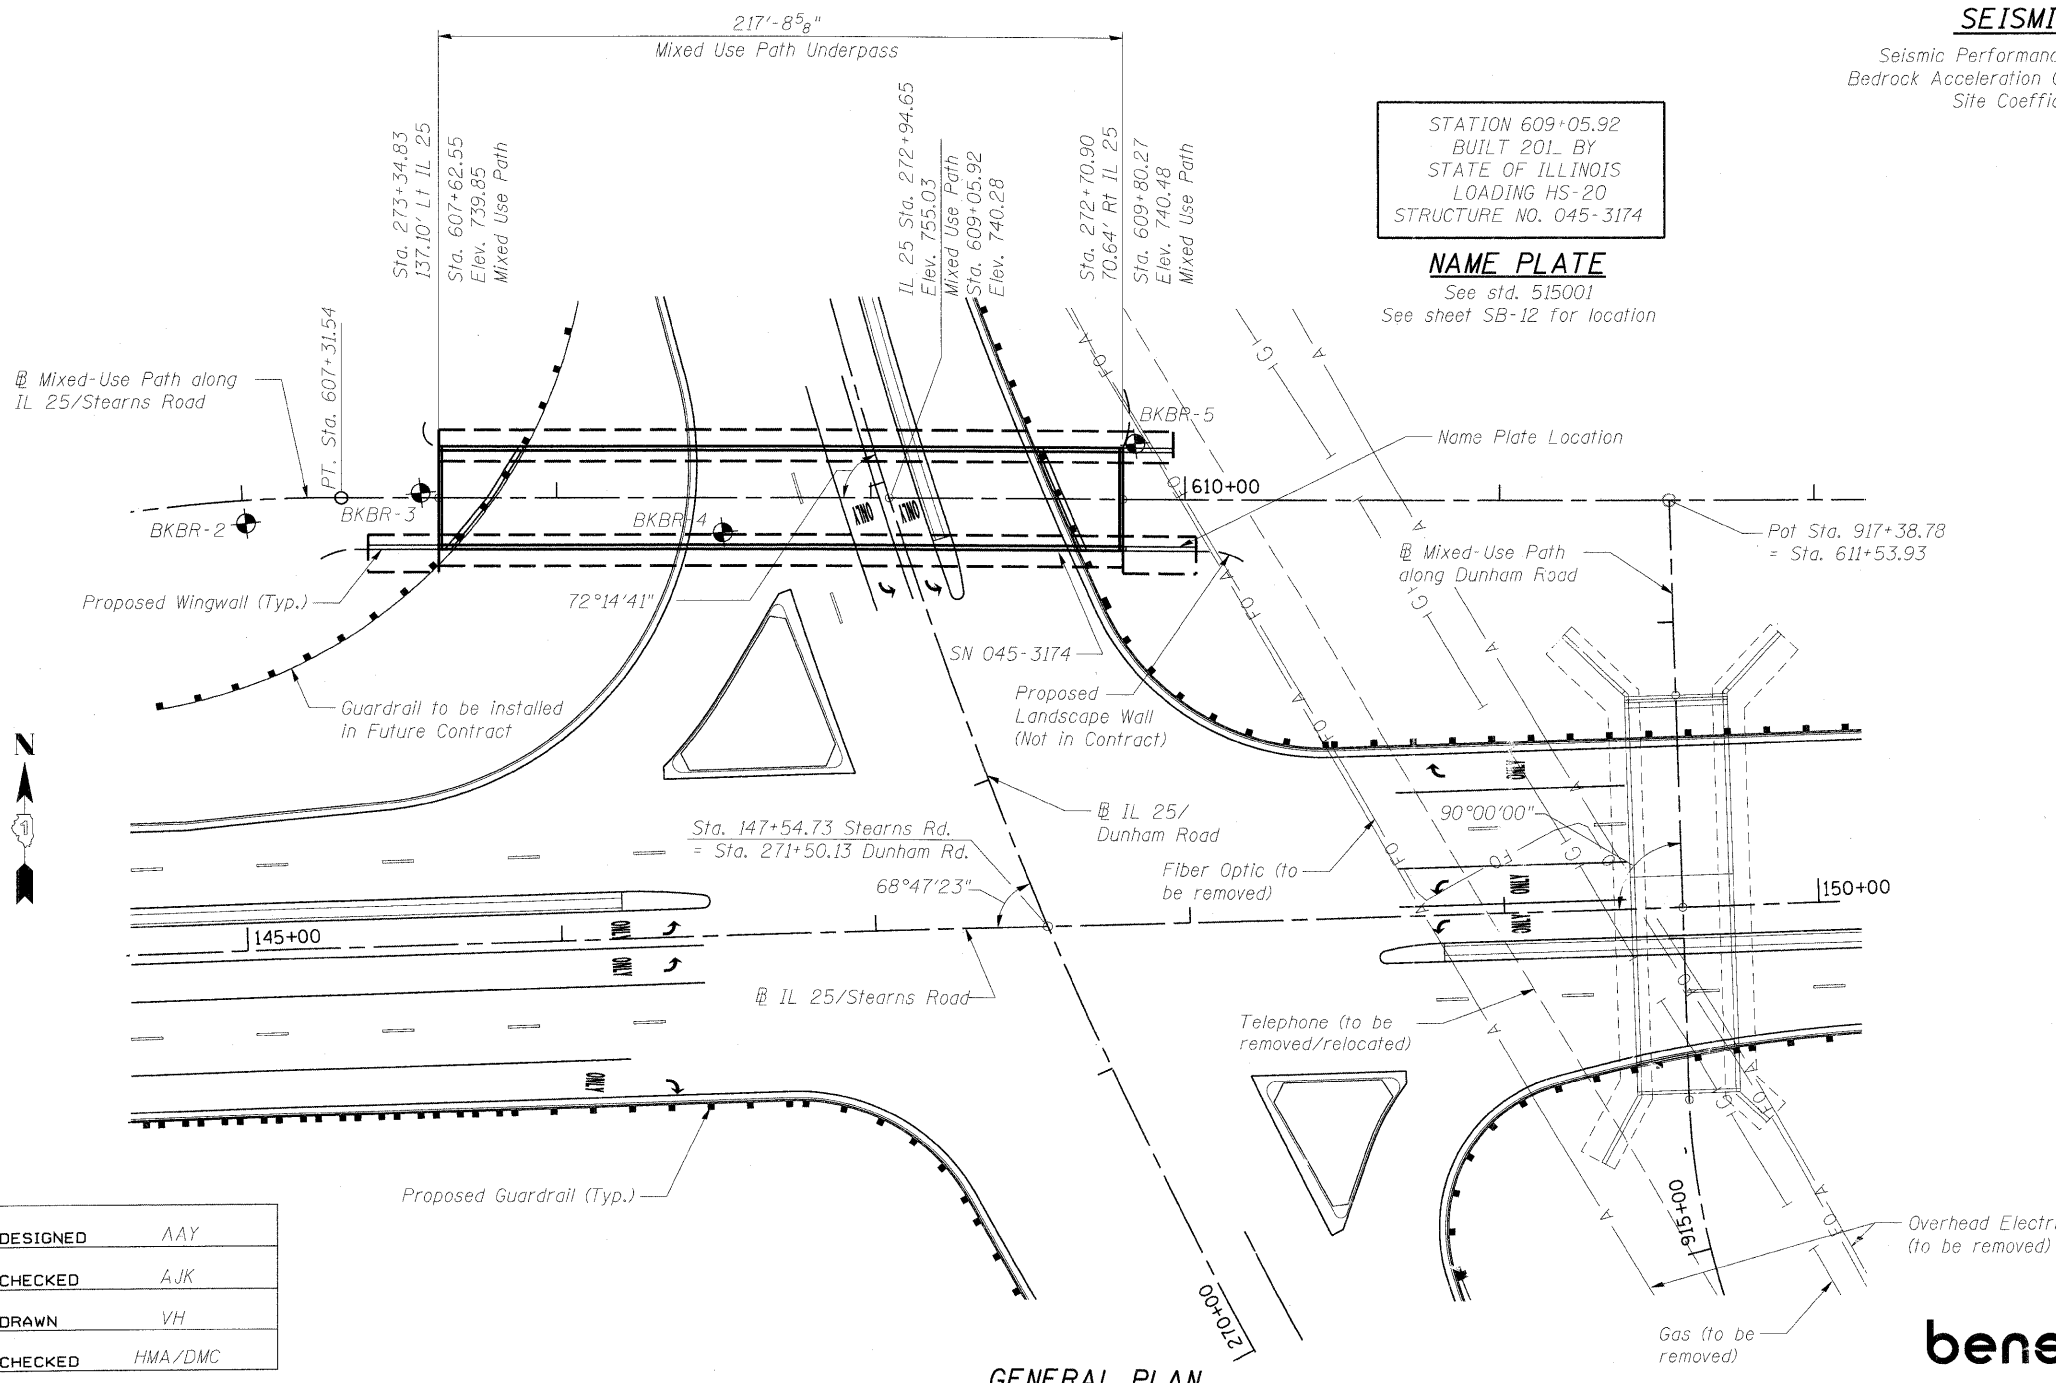 217'-8 5/8"
Mixed Use Path Underpass
SEISMI
Seismic Performanc
Bedrock Acceleration C
Site Coeffic
Sta. 273+34.83
137.10' Lt IL 25
Sta. 607+62.55
Elev. 739.85
Mixed Use Path
IL 25 Sta. 272+94.65
Elev. 755.03
Mixed Use Path
Sta. 609+05.92
Elev. 740.28
Sta. 272+70.90
70.64' Rt IL 25
Sta. 609+80.27
Elev. 740.48
Mixed Use Path
STATION 609+05.92
BUILT 201_ BY
STATE OF ILLINOIS
LOADING HS-20
STRUCTURE NO. 045-3174
NAME PLATE
See std. 515001
See sheet SB-12 for location
PT. Sta. 607+31.54
℄ Mixed-Use Path along
IL 25/Stearns Road
BKBR-2
BKBR-3
BKBR-4
BKBR-5
ONLY
ONLY
Name Plate Location
610+00
Pot Sta. 917+38.78
= Sta. 611+53.93
℄ Mixed-Use Path
along Dunham Road
Proposed Wingwall (Typ.)
72°14'41"
SN 045-3174
Proposed
Landscape Wall
(Not in Contract)
Guardrail to be installed
in Future Contract
N
1
Sta. 147+54.73 Stearns Rd.
= Sta. 271+50.13 Dunham Rd.
68°47'23"
℄ IL 25/
Dunham Road
Fiber Optic (to
be removed)
90°00'00"
ONLY
ONLY
ONLY
145+00
150+00
ONLY
ONLY
ONLY
℄ IL 25/Stearns Road
Telephone (to be
removed/relocated)
FO A
FO
A
G
Proposed Guardrail (Typ.)
270+00
915+00
Overhead Electr
(to be removed)
Gas (to be
removed)
DESIGNED AAY
CHECKED AJK
DRAWN VH
CHECKED HMA/DMC
GENERAL PLAN
bens